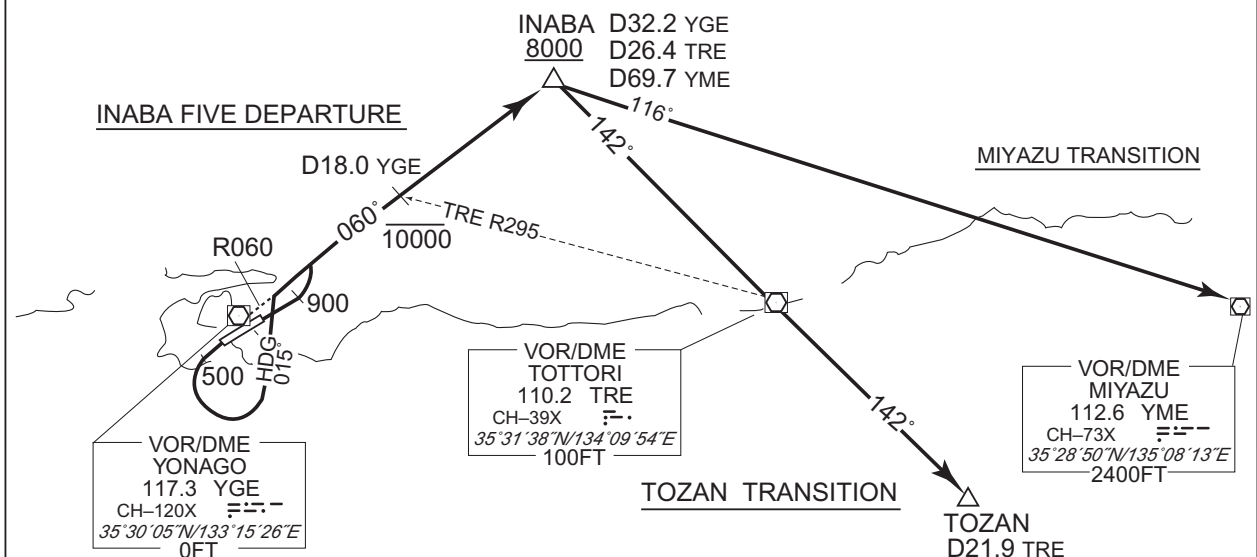 INABA D32.2 YGE
8000 D26.4 TRE
D69.7 YME
INABA FIVE DEPARTURE
116°
142°
D18.0 YGE
MIYAZU TRANSITION
060°
TRE R295
10000
R060
900
HDG 015°
500
VOR/DME
TOTTORI
110.2 TRE
CH–39X
35°31´38˝N/134°09´54˝E
100FT
142°
VOR/DME
MIYAZU
112.6 YME
CH–73X
35°28´50˝N/135°08´13˝E
2400FT
VOR/DME
YONAGO
117.3 YGE
CH–120X
35°30´05˝N/133°15´26˝E
0FT
TOZAN TRANSITION
TOZAN
D21.9 TRE